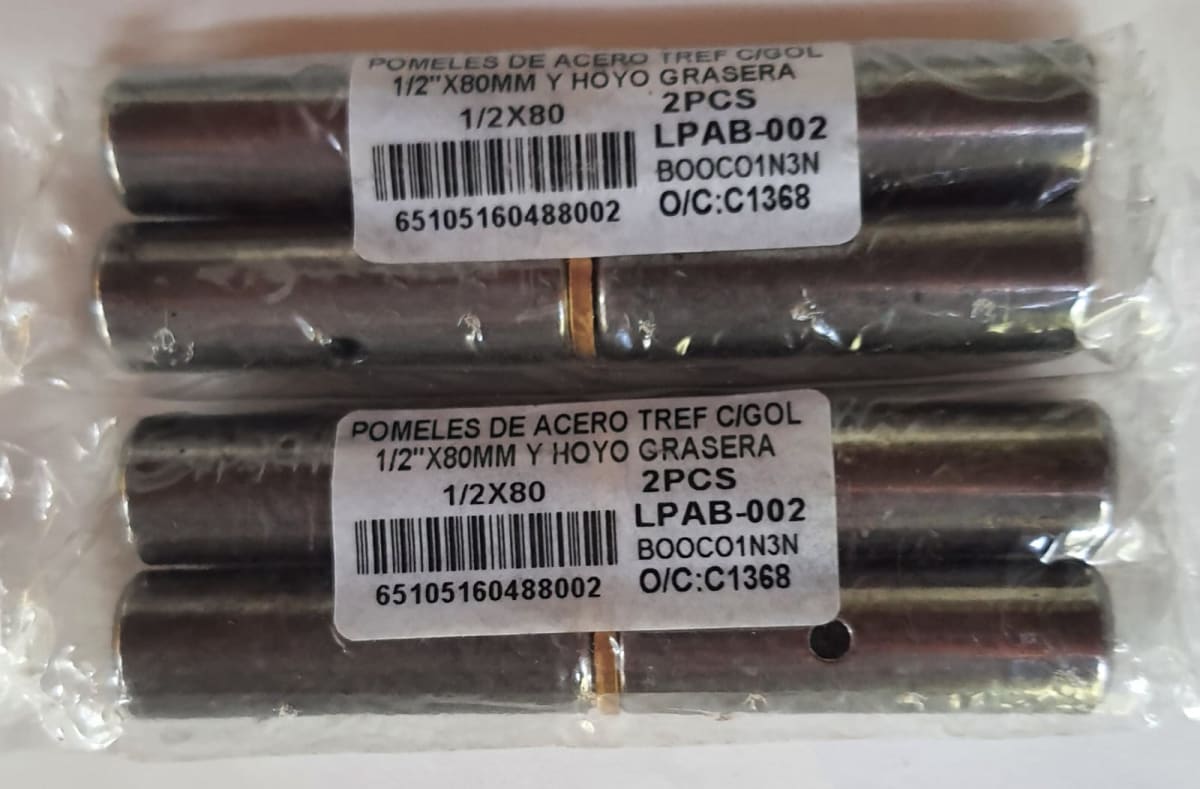 POMELES DE ACERO TREF C/GOL
1/2"X80MM Y HOYO GRASERA
1/2X80
2PCS
LPAB-002
BOOCO1N3N
65105160488002
O/C:C1368
POMELES DE ACERO TREF C/GOL
1/2"X80MM Y HOYO GRASERA
1/2X80
2PCS
LPAB-002
BOOCO1N3N
65105160488002
O/C:C1368